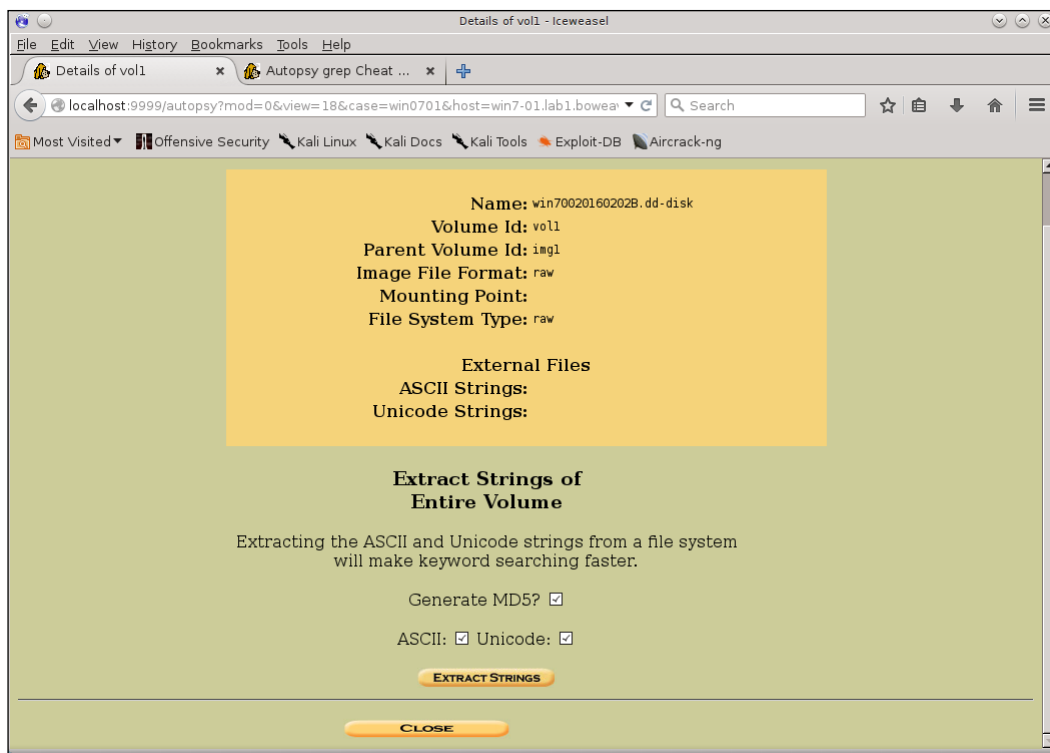 Details of vol1 - Iceweasel
File Edit View History Bookmarks Tools Help
Details of vol1 Autopsy grep Cheat ...
localhost:9999/autopsy?mod=0&view=18&case=win0701&host=win7-01.lab1.bowea Search
Most Visited Offensive Security Kali Linux Kali Docs Kali Tools Exploit-DB Aircrack-ng
Name: win70020160202B.dd-disk
Volume Id: vol1
Parent Volume Id: img1
Image File Format: raw
Mounting Point:
File System Type: raw
External Files
ASCII Strings:
Unicode Strings:
Extract Strings of
Entire Volume
Extracting the ASCII and Unicode strings from a file system
will make keyword searching faster.
Generate MD5?
ASCII: Unicode:
EXTRACT STRINGS
CLOSE